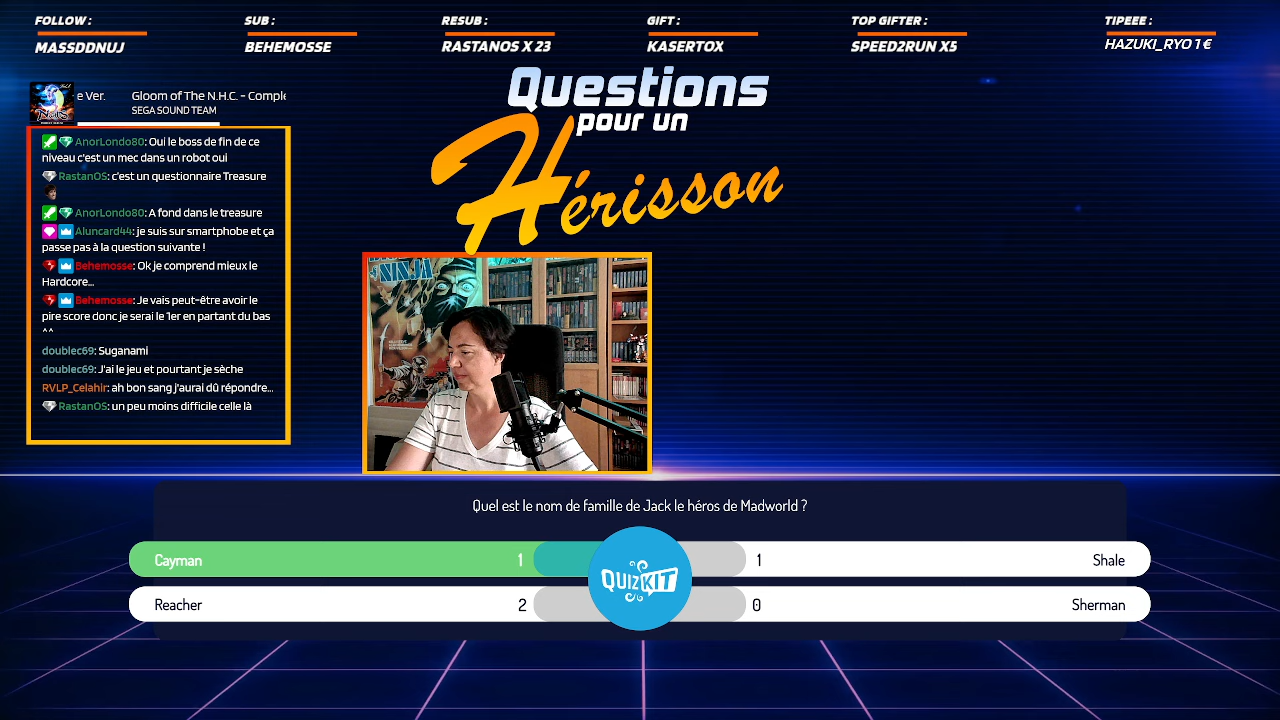 FOLLOW :
MASSDDNUJ
SUB :
BEHEMOSSE
RESUB :
RASTANOS X 23
GIFT :
KASERTOX
TOP GIFTER :
SPEED2RUN X5
TIPEEE :
HAZUKI_RYO 1 €
e Ver. Gloom of The N.H.C. - Comple
SEGA SOUND TEAM
Questions
pour un
Hérisson
AnorLondo80: Oui le boss de fin de ce
niveau c'est un mec dans un robot oui
RastanOS: c'est un questionnaire Treasure
AnorLondo80: A fond dans le treasure
Aluncard44: je suis sur smartphobe et ça
passe pas à la question suivante !
Behemosse: Ok je comprend mieux le
Hardcore...
Behemosse: Je vais peut-être avoir le
pire score donc je serai le 1er en partant du bas
^^
doublec69: Suganami
doublec69: J'ai le jeu et pourtant je sèche
RVLP_Celahir: ah bon sang j'aurai dû répondre...
RastanOS: un peu moins difficile celle là
NINJA
Quel est le nom de famille de Jack le héros de Madworld ?
Cayman 1
1 Shale
Reacher 2
0 Sherman
QUIZKIT